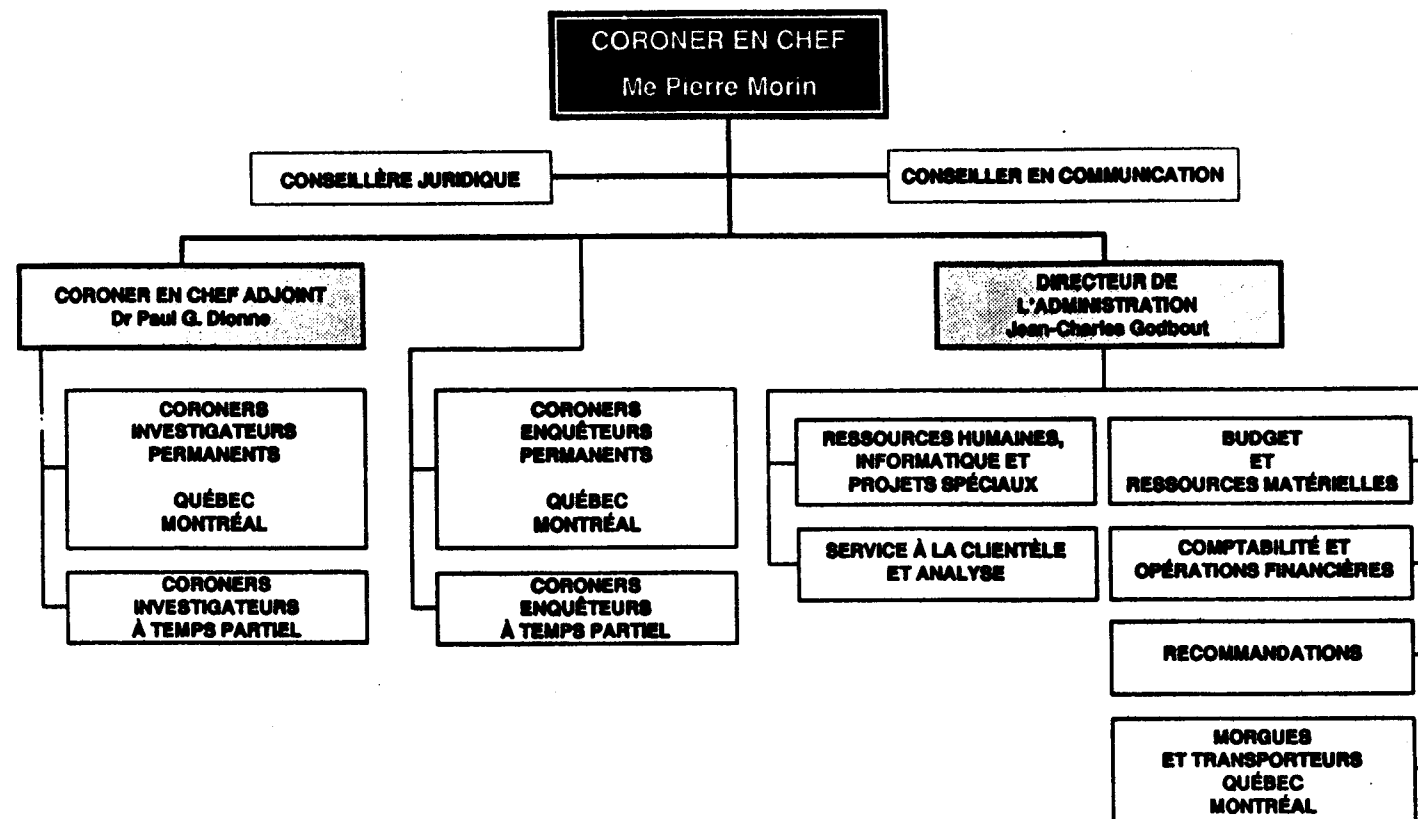 CORONER EN CHEF
Me Pierre Morin
CONSEILLÈRE JURIDIQUE
CONSEILLER EN COMMUNICATION
CORONER EN CHEF ADJOINT
Dr Paul G. Dionne
DIRECTEUR DE
L'ADMINISTRATION
Jean-Charles Godbout
CORONERS
INVESTIGATEURS
PERMANENTS
QUÉBEC
MONTRÉAL
CORONERS
ENQUÊTEURS
PERMANENTS
QUÉBEC
MONTRÉAL
RESSOURCES HUMAINES,
INFORMATIQUE ET
PROJETS SPÉCIAUX
BUDGET
ET
RESSOURCES MATÉRIELLES
CORONERS
INVESTIGATEURS
À TEMPS PARTIEL
CORONERS
ENQUÊTEURS
À TEMPS PARTIEL
SERVICE À LA CLIENTÈLE
ET ANALYSE
COMPTABILITÉ ET
OPÉRATIONS FINANCIÈRES
RECOMMANDATIONS
MORGUES
ET TRANSPORTEURS
QUÉBEC
MONTRÉAL